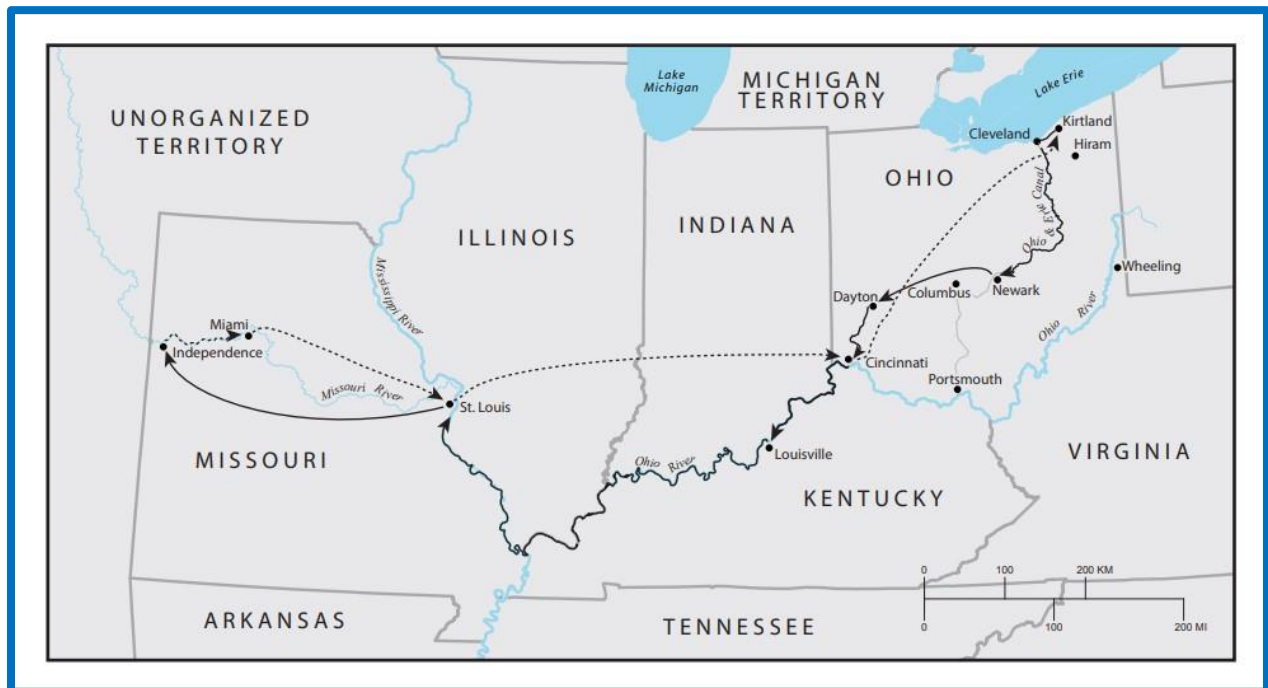 Lake
Michigan
MICHIGAN
TERRITORY
Lake Erie
UNORGANIZED
TERRITORY
Kirtland
Cleveland
Hiram
OHIO
ILLINOIS
INDIANA
Ohio & Erie Canal
Mississippi River
Wheeling
Dayton
Columbus
Newark
Ohio River
Miami
Independence
Cincinnati
Missouri River
Portsmouth
St. Louis
MISSOURI
Ohio River
Louisville
VIRGINIA
KENTUCKY
0 100 200 KM
ARKANSAS
TENNESSEE
0 100 200 MI